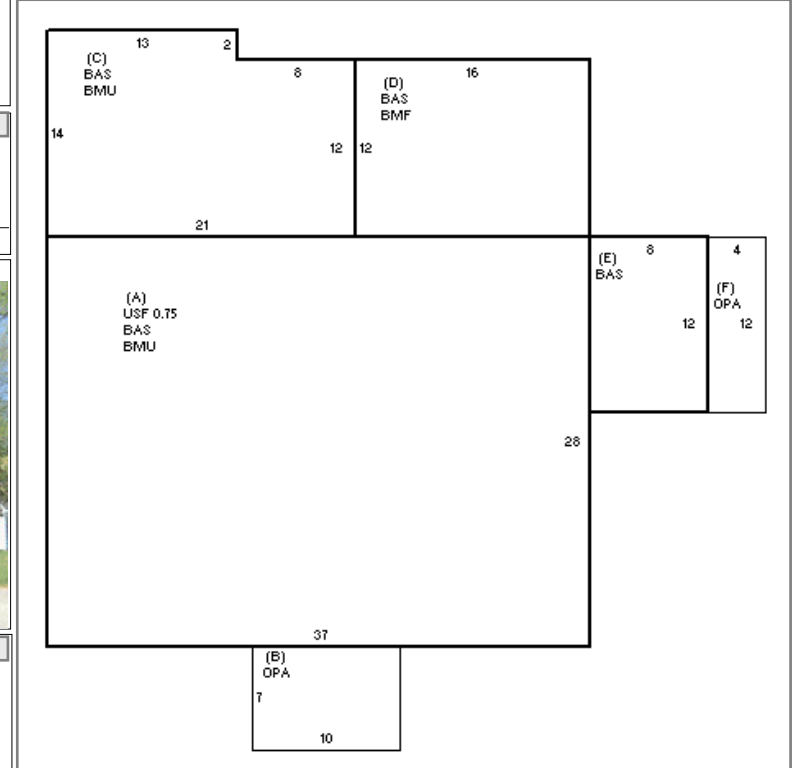 13
2
(C)
BAS
BMU
8
16
(D)
BAS
BMF
14
12
12
21
8
4
(E)
BAS
(F)
OPA
12
12
(A)
USF 0.75
BAS
BMU
28
37
(B)
OPA
7
10